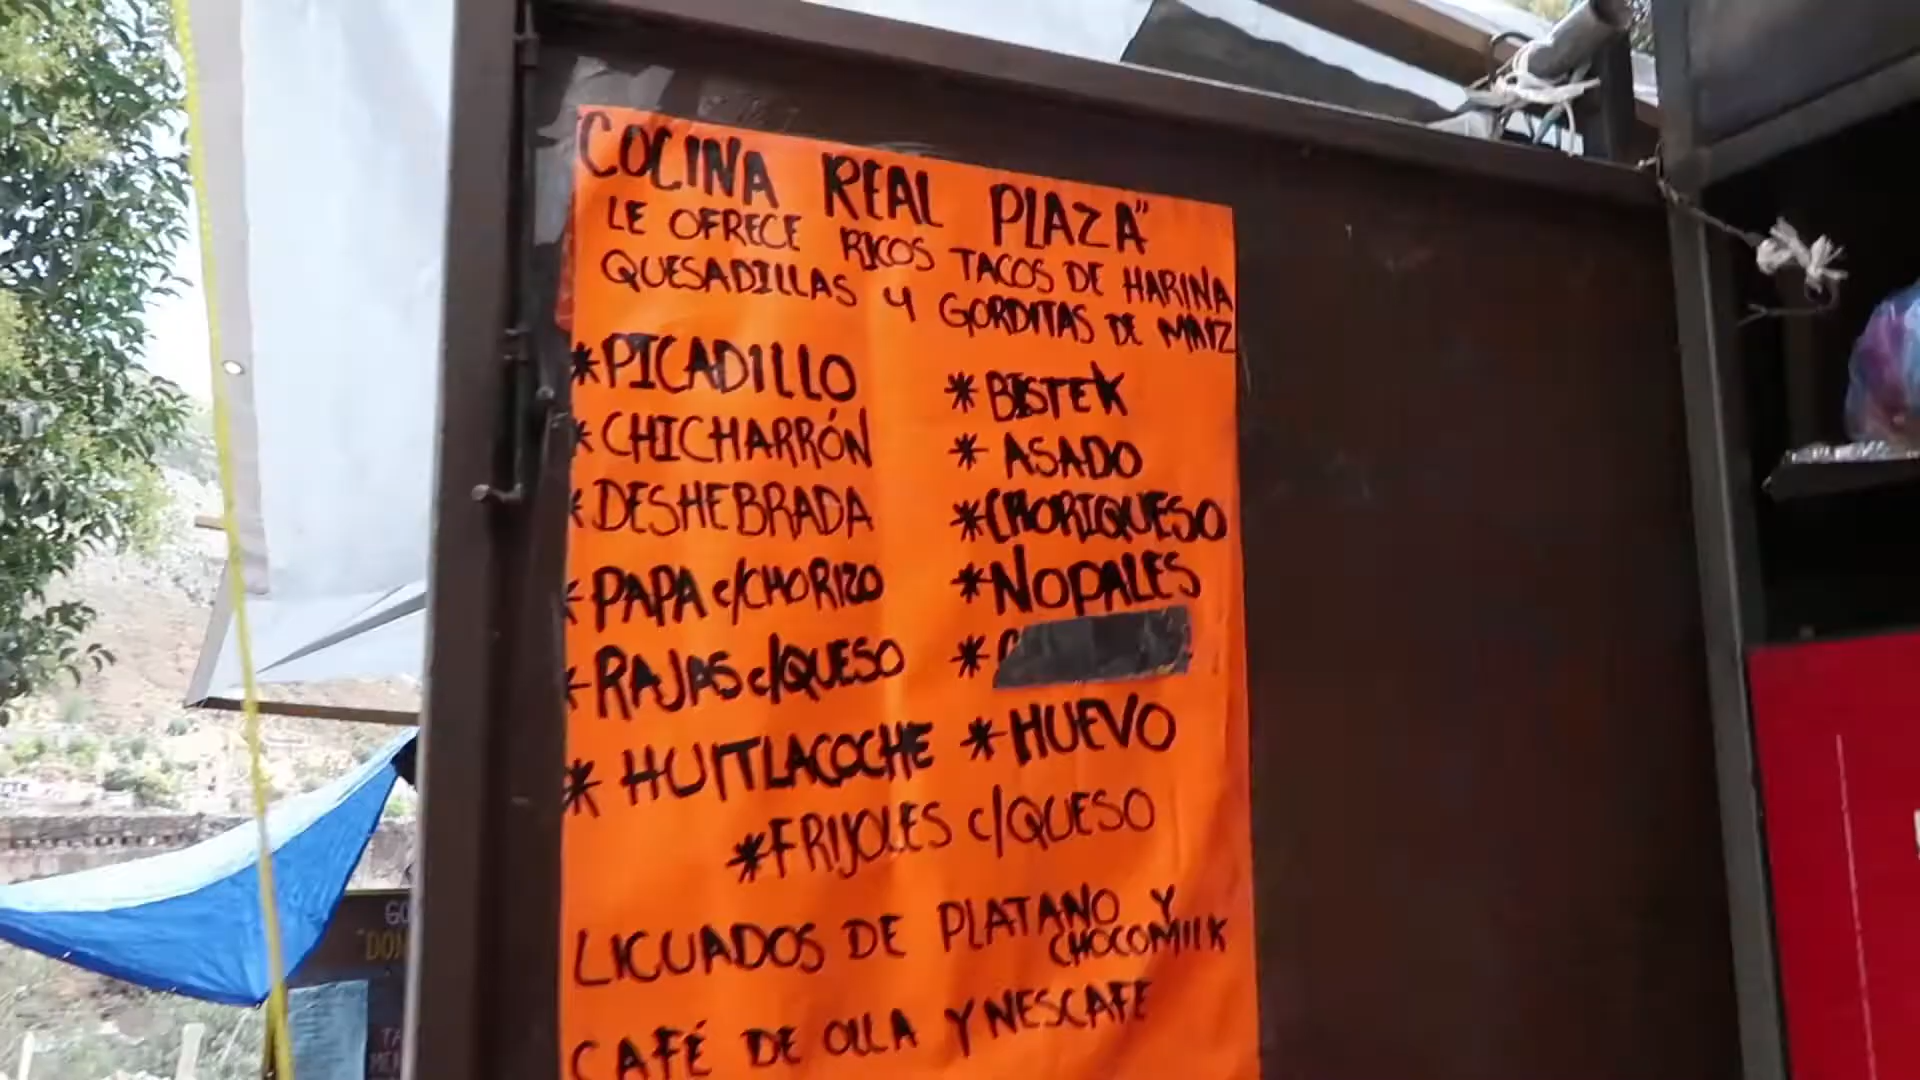 "COCINA REAL PLAZA"
LE OFRECE RICOS TACOS DE HARINA
QUESADILLAS Y GORDITAS DE MAIZ
*PICADILLO
*CHICHARRÓN
*DESHEBRADA
*PAPA c/CHORIZO
*RAJAS c/QUESO
*HUITLACOCHE
*BISTEK
*ASADO
*CHORIQUESO
*NOPALES
*HUEVO
*FRIJOLES c/QUESO
LICUADOS DE PLATANO Y
CHOCOMILK
CAFÉ DE OLLA Y NESCAFE